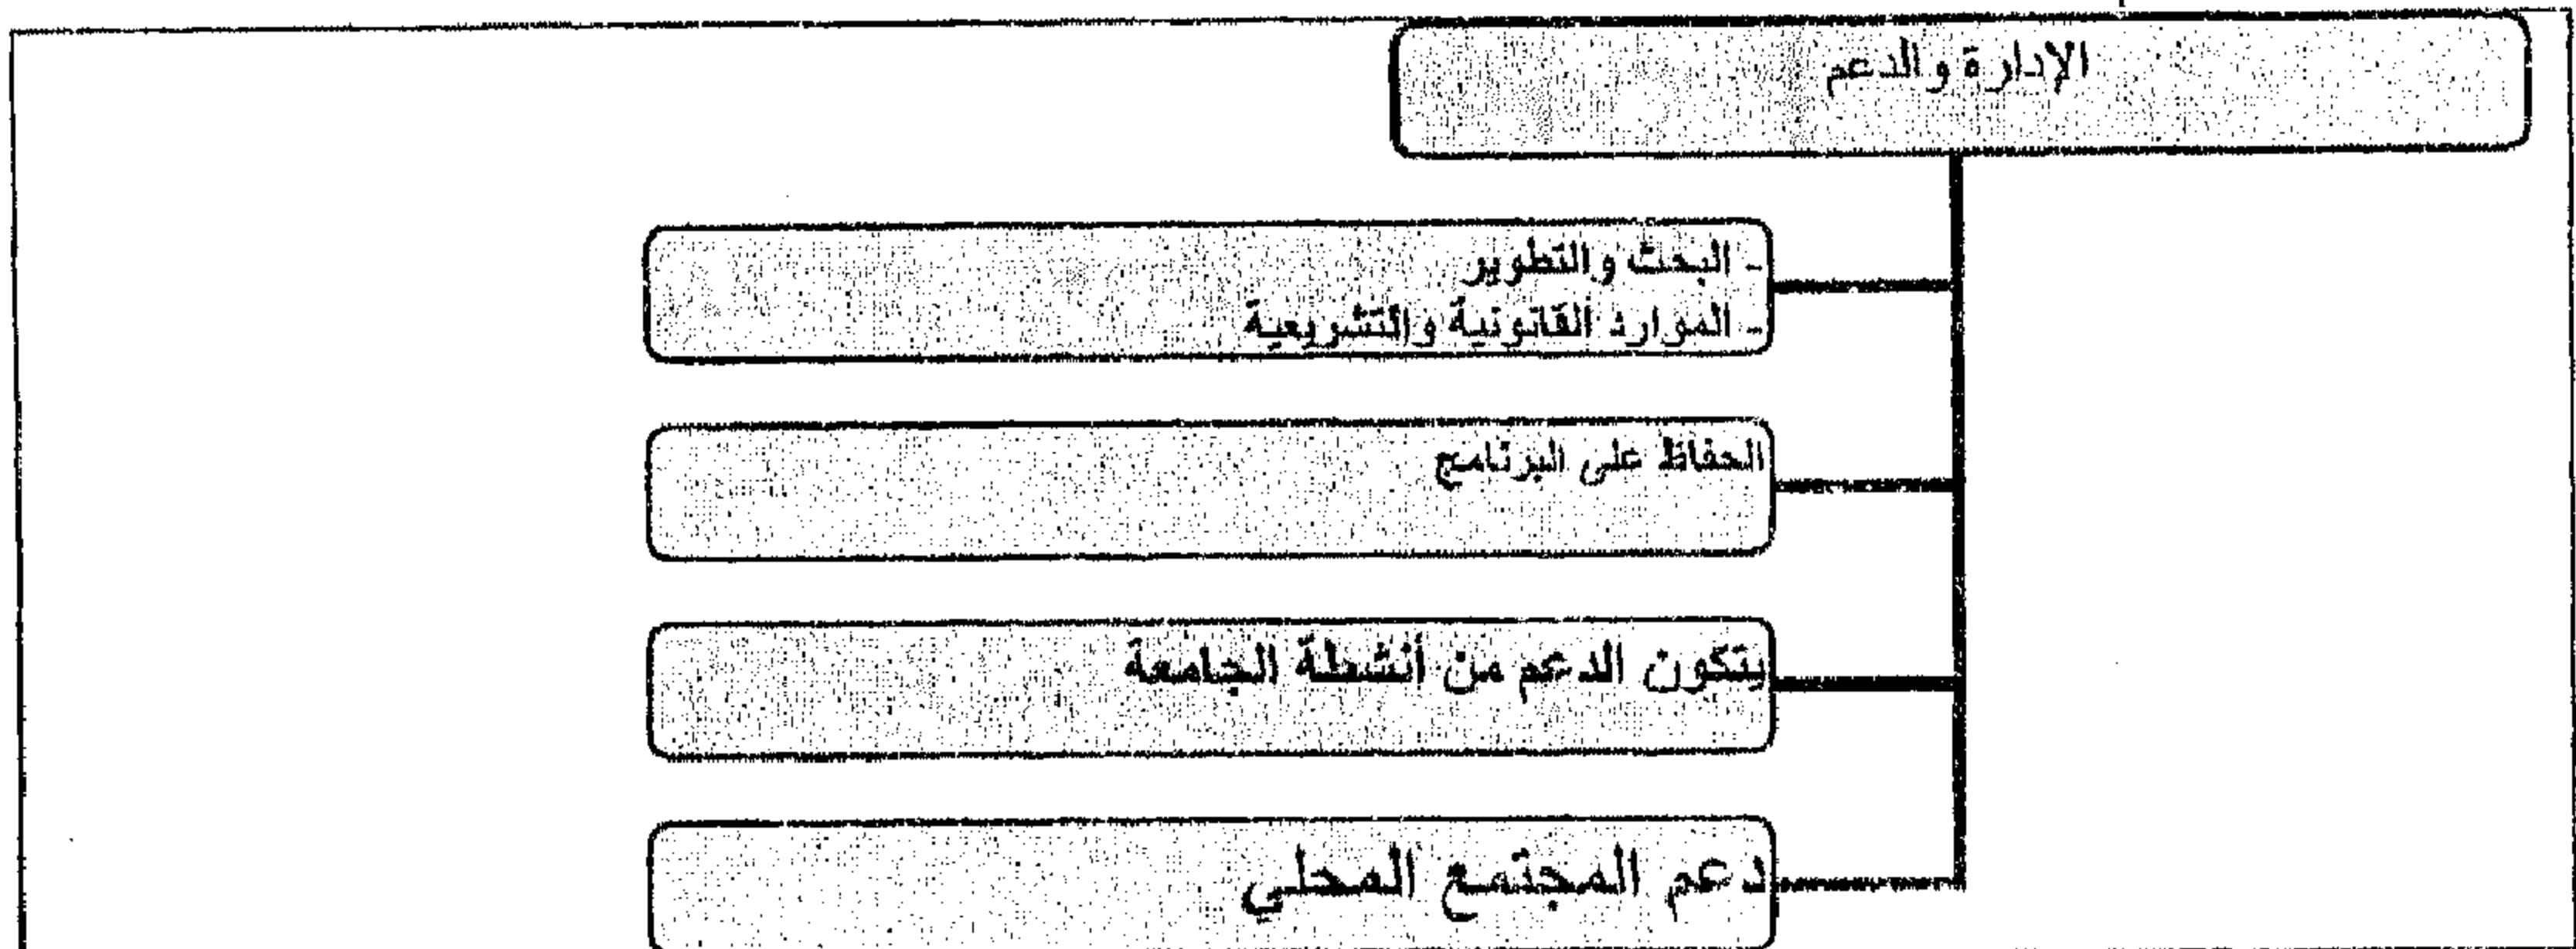 الإدارة والدعم
- البحث والتطوير
- الموارد القانونية والتشريعية
الحفاظ على البرنامج
يتكون الدعم من أنشطة الجامعة
دعم المجتمع المحلي